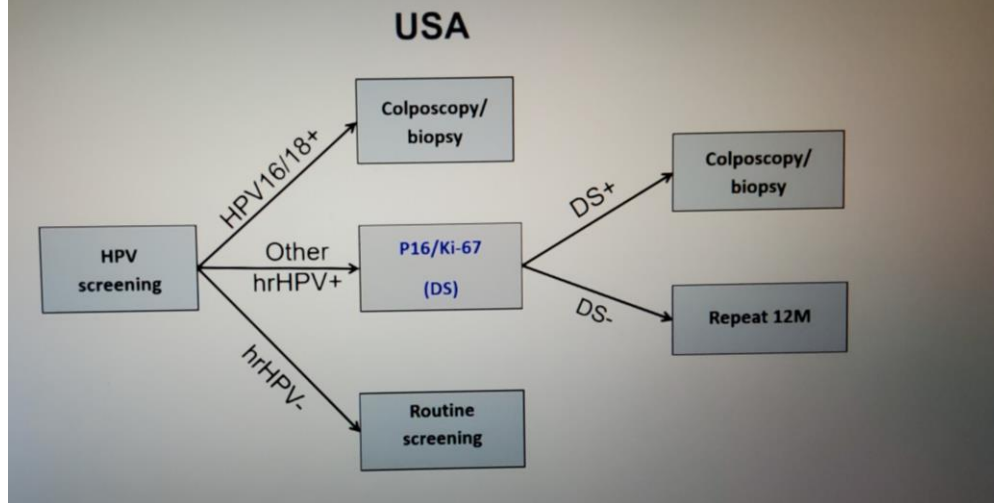 USA
HPV
screening
HPV16/18+
Colposcopy/
biopsy
Other
hrHPV+
P16/Ki-67
(DS)
DS+
Colposcopy/
biopsy
DS-
Repeat 12M
hrHPV-
Routine
screening